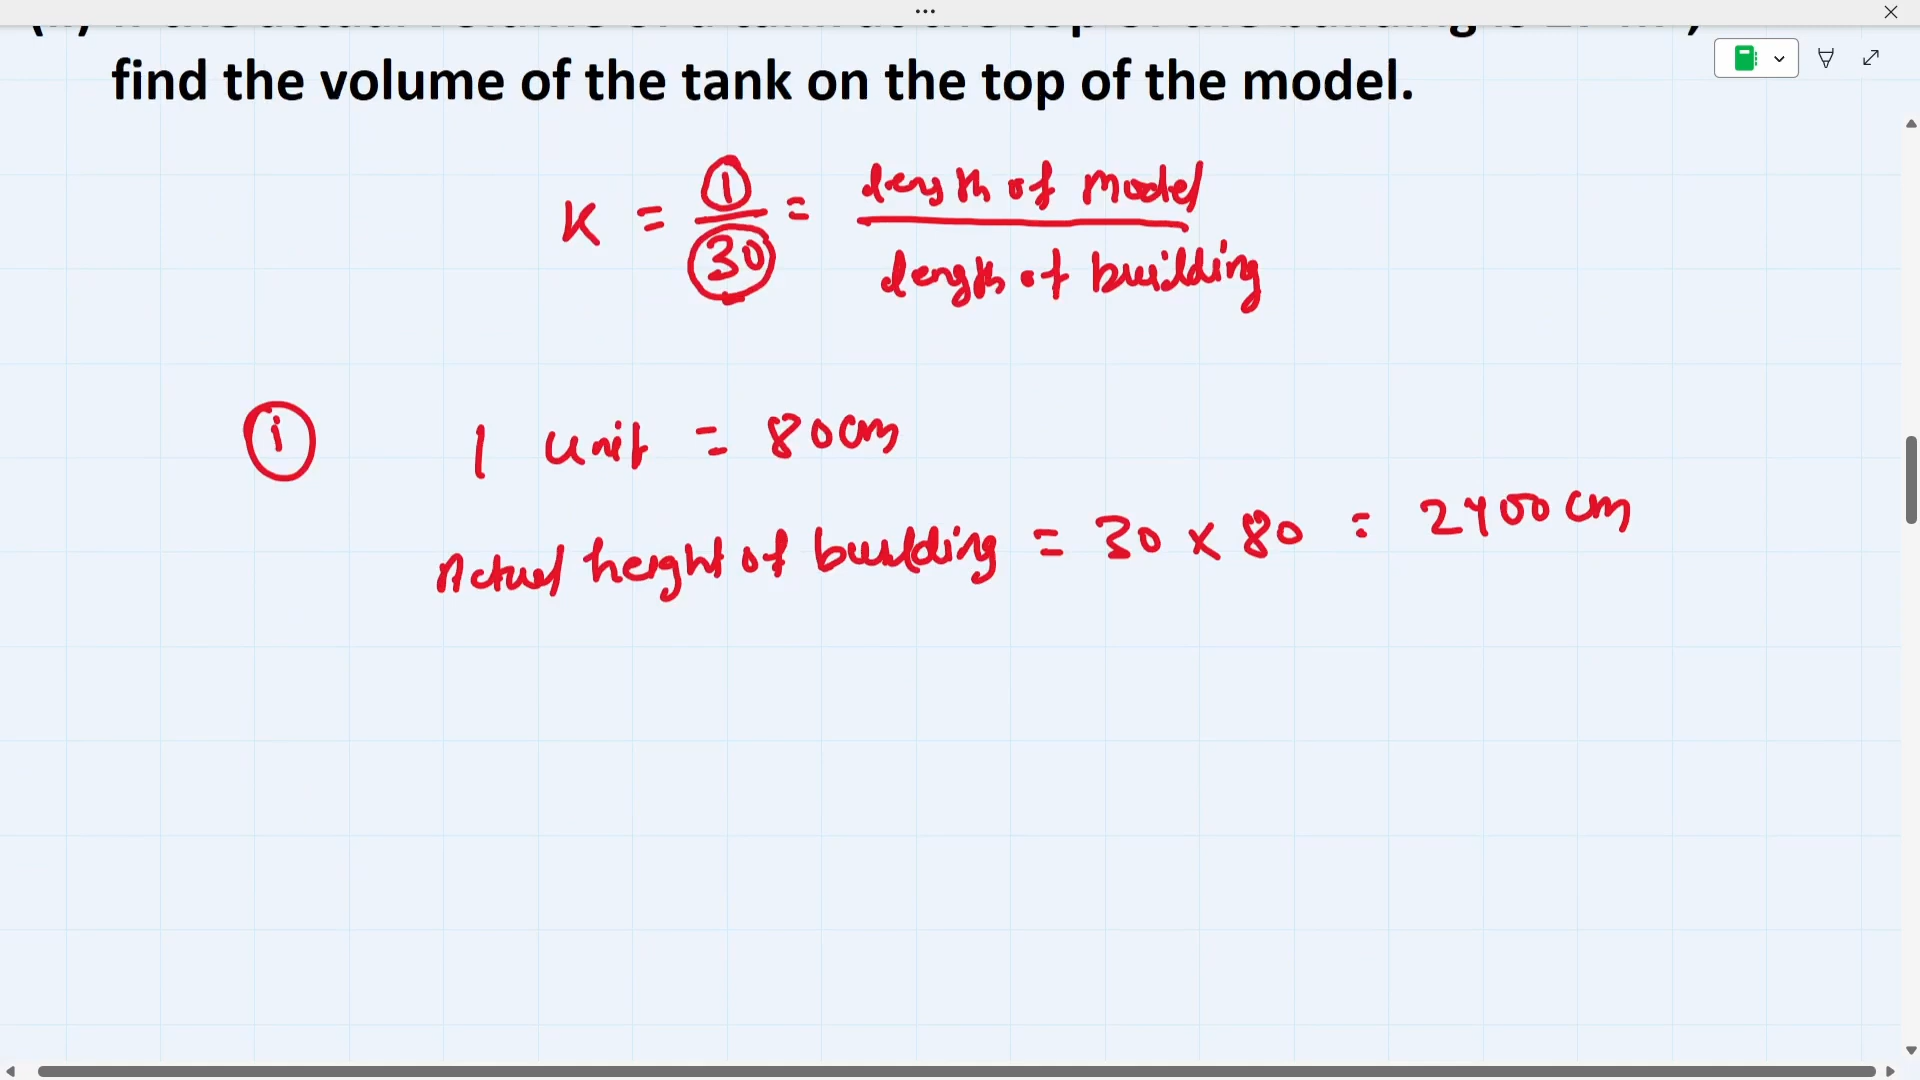 find the volume of the tank on the top of the model.
K = 1/30 = length of model / length of building
i 1 unit = 80cm
Actual height of building = 30 x 80 = 2400 cm